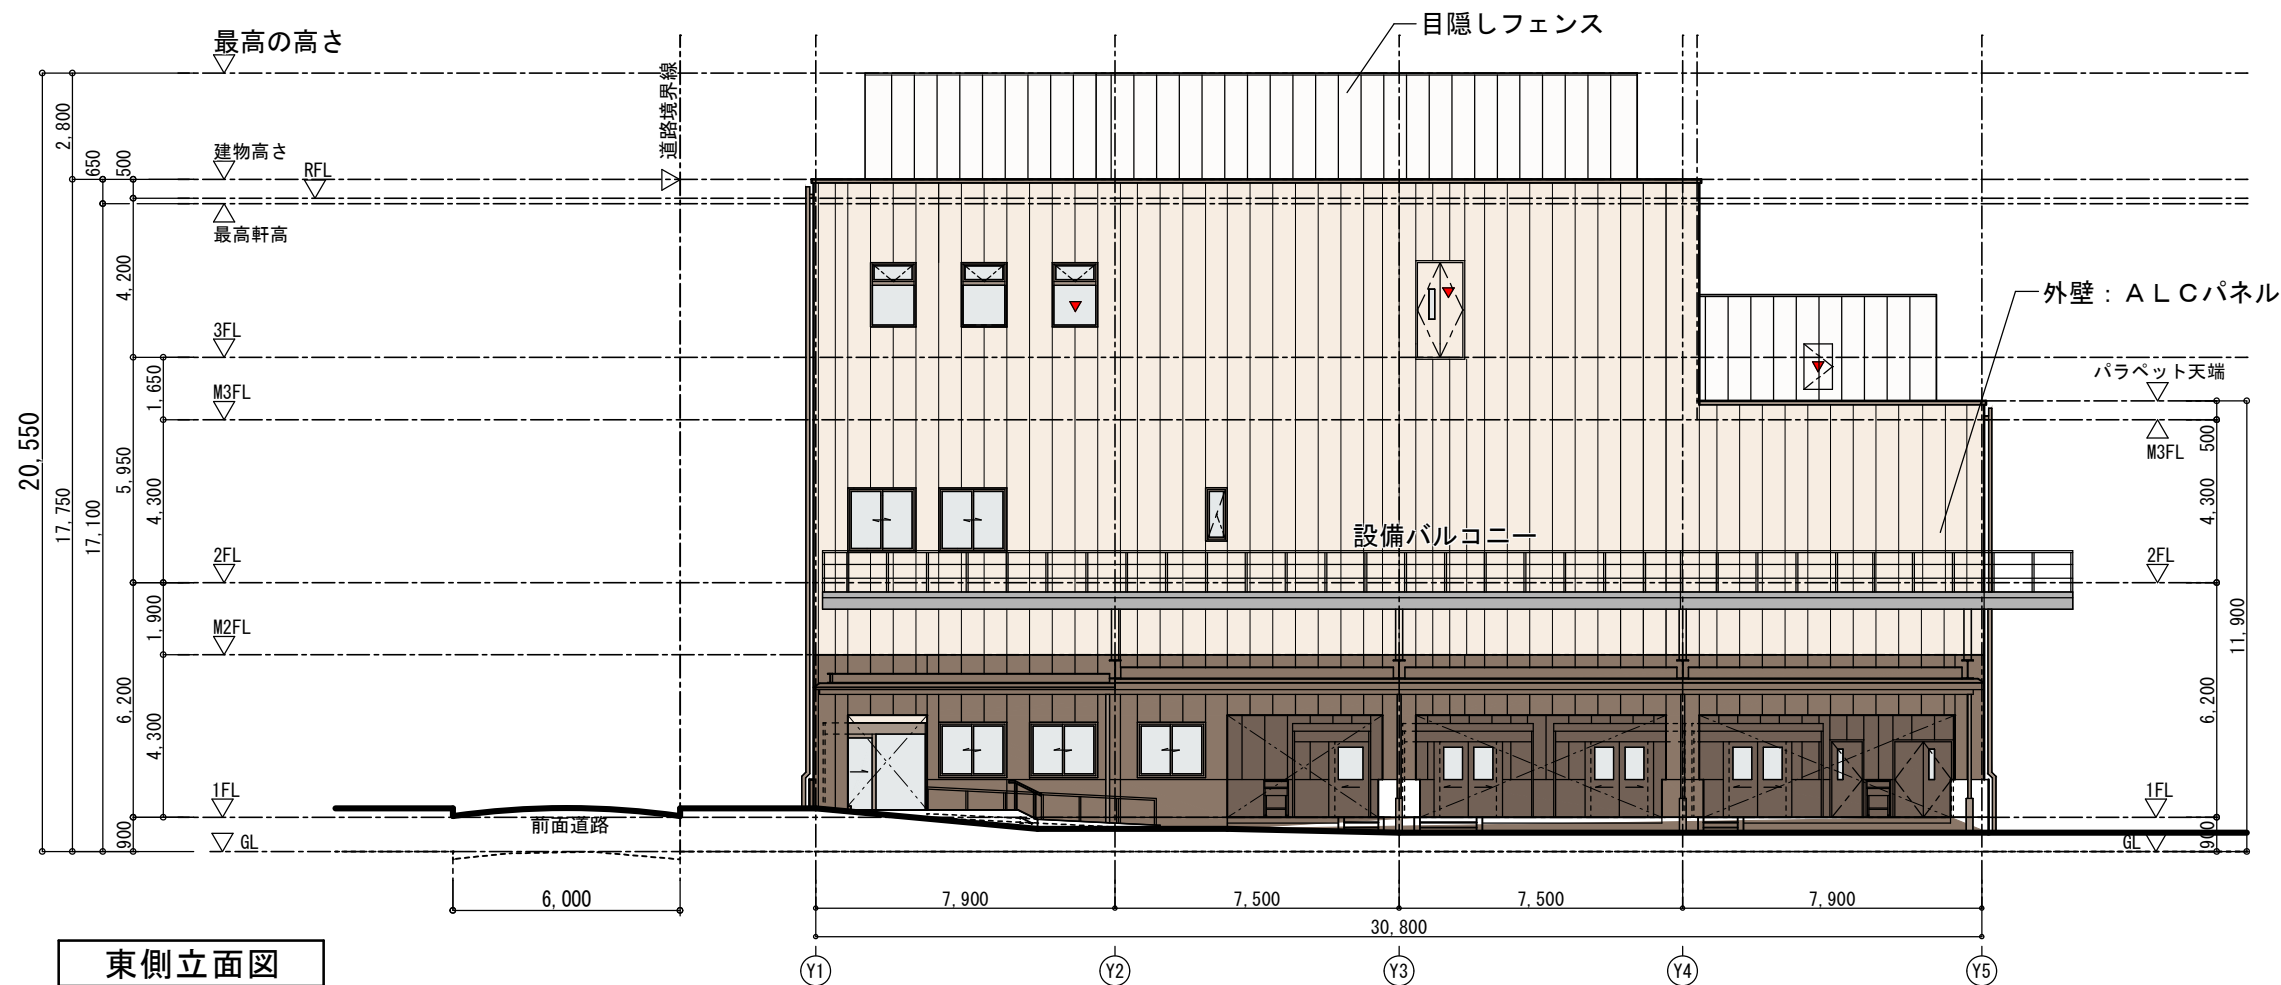 最高の高さ
目隠しフェンス
道路境界線
2,800
建物高さ
650
500
RFL
最高軒高
4,200
外壁：ＡＬＣパネル
3FL
1,650
パラペット天端
M3FL
500
M3FL
20,550
17,750
17,100
5,950
4,300
4,300
設備バルコニー
2FL
2FL
1,900
M2FL
11,900
6,200
4,300
6,200
1FL
1FL
前面道路
900
GL
GL
900
6,000
7,900
7,500
7,500
7,900
30,800
東側立面図
Y1
Y2
Y3
Y4
Y5